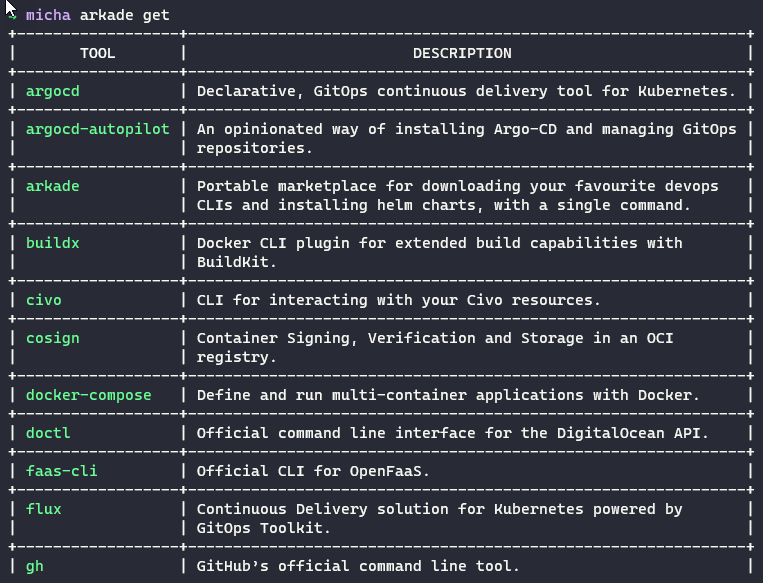 → micha arkade get
+-------------------+--------------------------------------------------------------+
| TOOL | DESCRIPTION |
+-------------------+--------------------------------------------------------------+
| argocd | Declarative, GitOps continuous delivery tool for Kubernetes. |
+-------------------+--------------------------------------------------------------+
| argocd-autopilot | An opinionated way of installing Argo-CD and managing GitOps |
| | repositories. |
+-------------------+--------------------------------------------------------------+
| arkade | Portable marketplace for downloading your favourite devops |
| | CLIs and installing helm charts, with a single command. |
+-------------------+--------------------------------------------------------------+
| buildx | Docker CLI plugin for extended build capabilities with |
| | BuildKit. |
+-------------------+--------------------------------------------------------------+
| civo | CLI for interacting with your Civo resources. |
+-------------------+--------------------------------------------------------------+
| cosign | Container Signing, Verification and Storage in an OCI |
| | registry. |
+-------------------+--------------------------------------------------------------+
| docker-compose | Define and run multi-container applications with Docker. |
+-------------------+--------------------------------------------------------------+
| doctl | Official command line interface for the DigitalOcean API. |
+-------------------+--------------------------------------------------------------+
| faas-cli | Official CLI for OpenFaaS. |
+-------------------+--------------------------------------------------------------+
| flux | Continuous Delivery solution for Kubernetes powered by |
| | GitOps Toolkit. |
+-------------------+--------------------------------------------------------------+
| gh | GitHub's official command line tool. |